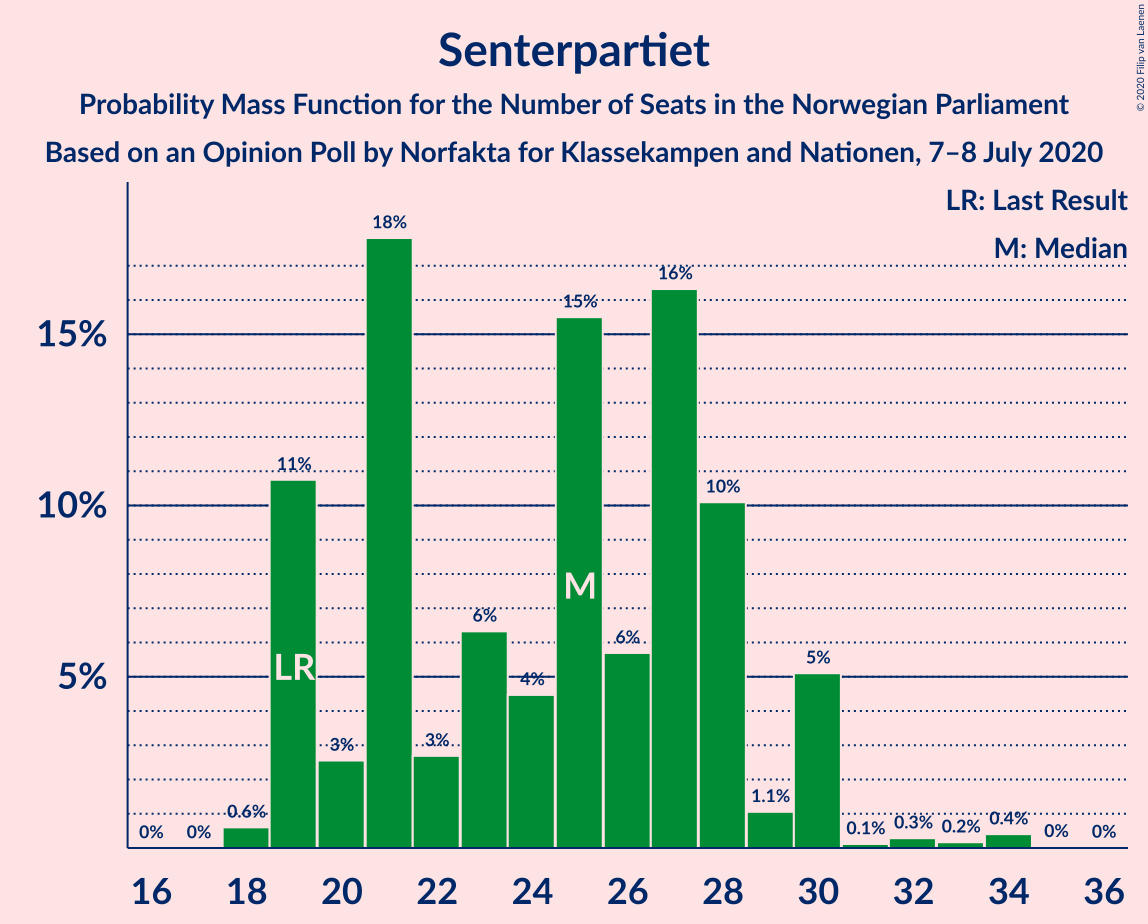 © 2020 Filip van Laenen
Senterpartiet
Probability Mass Function for the Number of Seats in the Norwegian Parliament
Based on an Opinion Poll by Norfakta for Klassekampen and Nationen, 7–8 July 2020
LR: Last Result
M: Median
15%
10%
5%
0%
0%
0.6%
11%
3%
18%
3%
6%
4%
15%
6%
16%
10%
1.1%
5%
0.1%
0.3%
0.2%
0.4%
0%
0%
LR
M
16 18 20 22 24 26 28 30 32 34 36